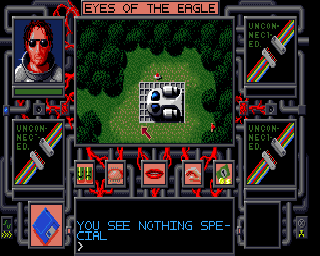 EYES OF THE EAGLE
UNCON-
NECT-
ED.
UNCON-
NECT-
ED.
UNCON-
NECT-
ED.
YOU SEE NOTHING SPE-
CIAL
>